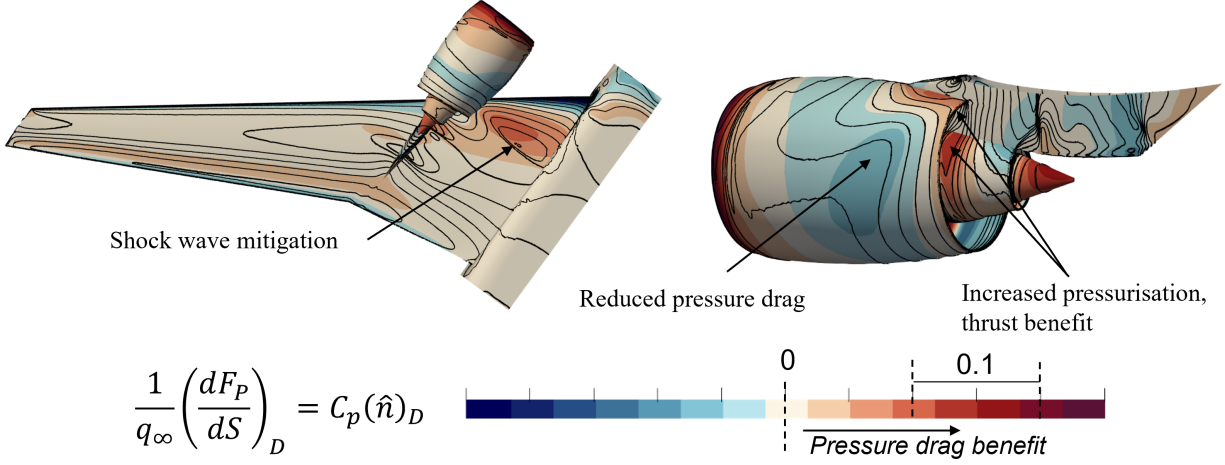 Shock wave mitigation
Reduced pressure drag
Increased pressurisation,
thrust benefit
1/q∞ (dF_P/dS)_D = C_p(n̂)_D
0
0.1
Pressure drag benefit